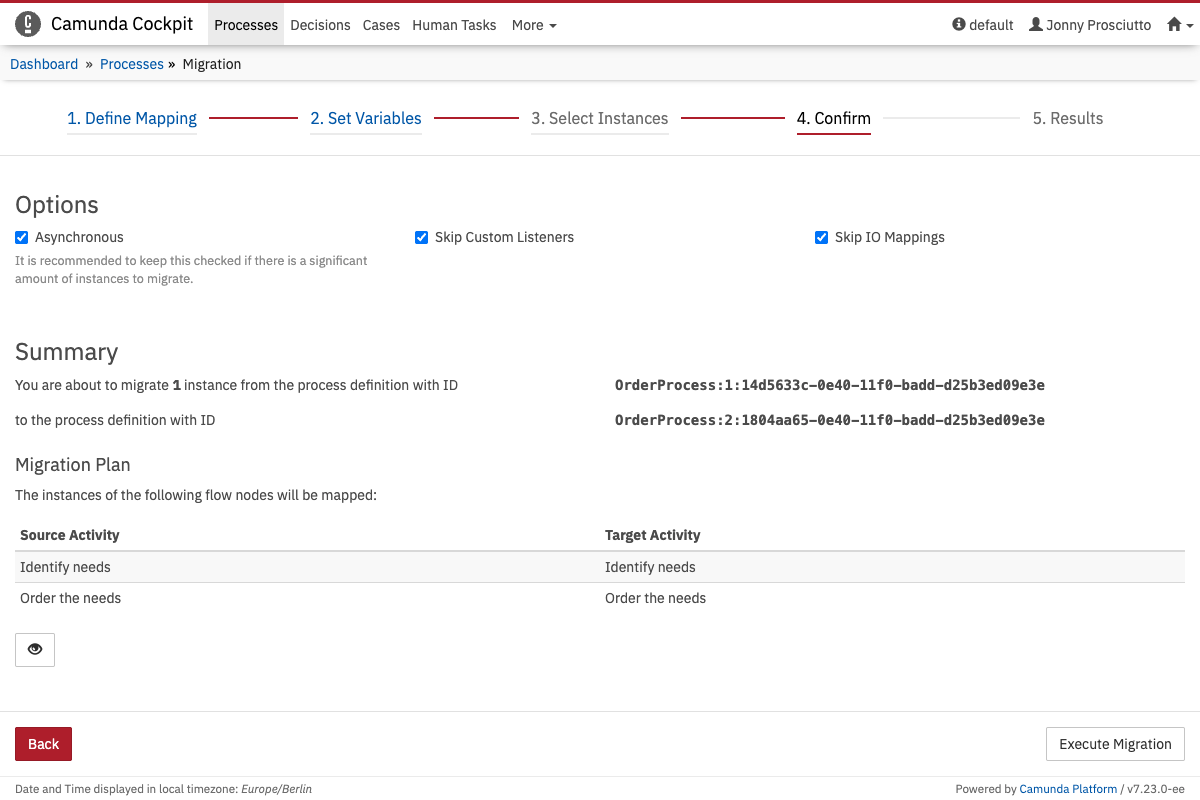 Camunda Cockpit Processes Decisions Cases Human Tasks More default Jonny Prosciutto
Dashboard » Processes » Migration
1. Define Mapping 2. Set Variables 3. Select Instances 4. Confirm 5. Results
Options
Asynchronous Skip Custom Listeners Skip IO Mappings
It is recommended to keep this checked if there is a significant
amount of instances to migrate.
Summary
You are about to migrate 1 instance from the process definition with ID OrderProcess:1:14d5633c-0e40-11f0-badd-d25b3ed09e3e
to the process definition with ID OrderProcess:2:1804aa65-0e40-11f0-badd-d25b3ed09e3e
Migration Plan
The instances of the following flow nodes will be mapped:
Source Activity Target Activity
Identify needs Identify needs
Order the needs Order the needs
Back Execute Migration
Date and Time displayed in local timezone: Europe/Berlin Powered by Camunda Platform / v7.23.0-ee